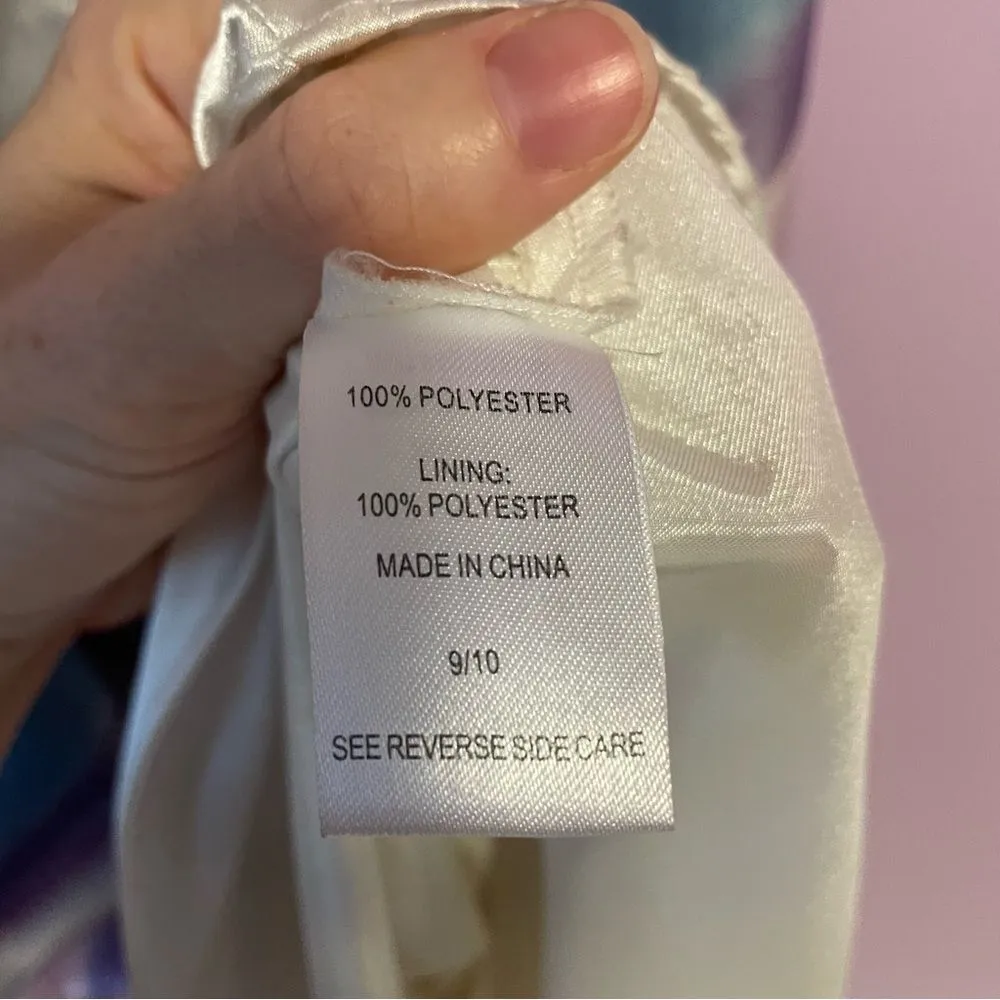 100% POLYESTER
LINING:
100% POLYESTER
MADE IN CHINA
9/10
SEE REVERSE SIDE CARE